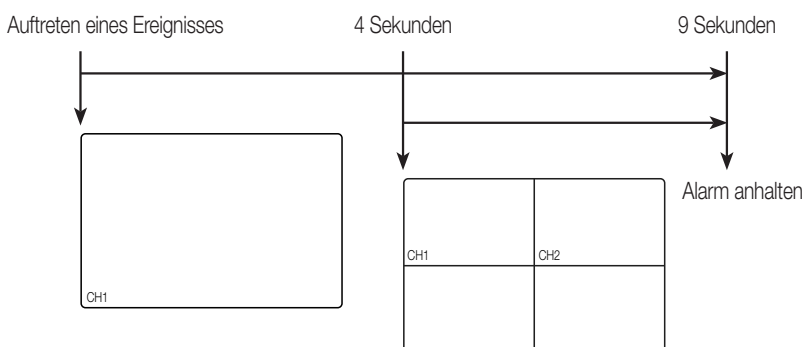 Auftreten eines Ereignisses
4 Sekunden
9 Sekunden
Alarm anhalten
CH1
CH2
CH1